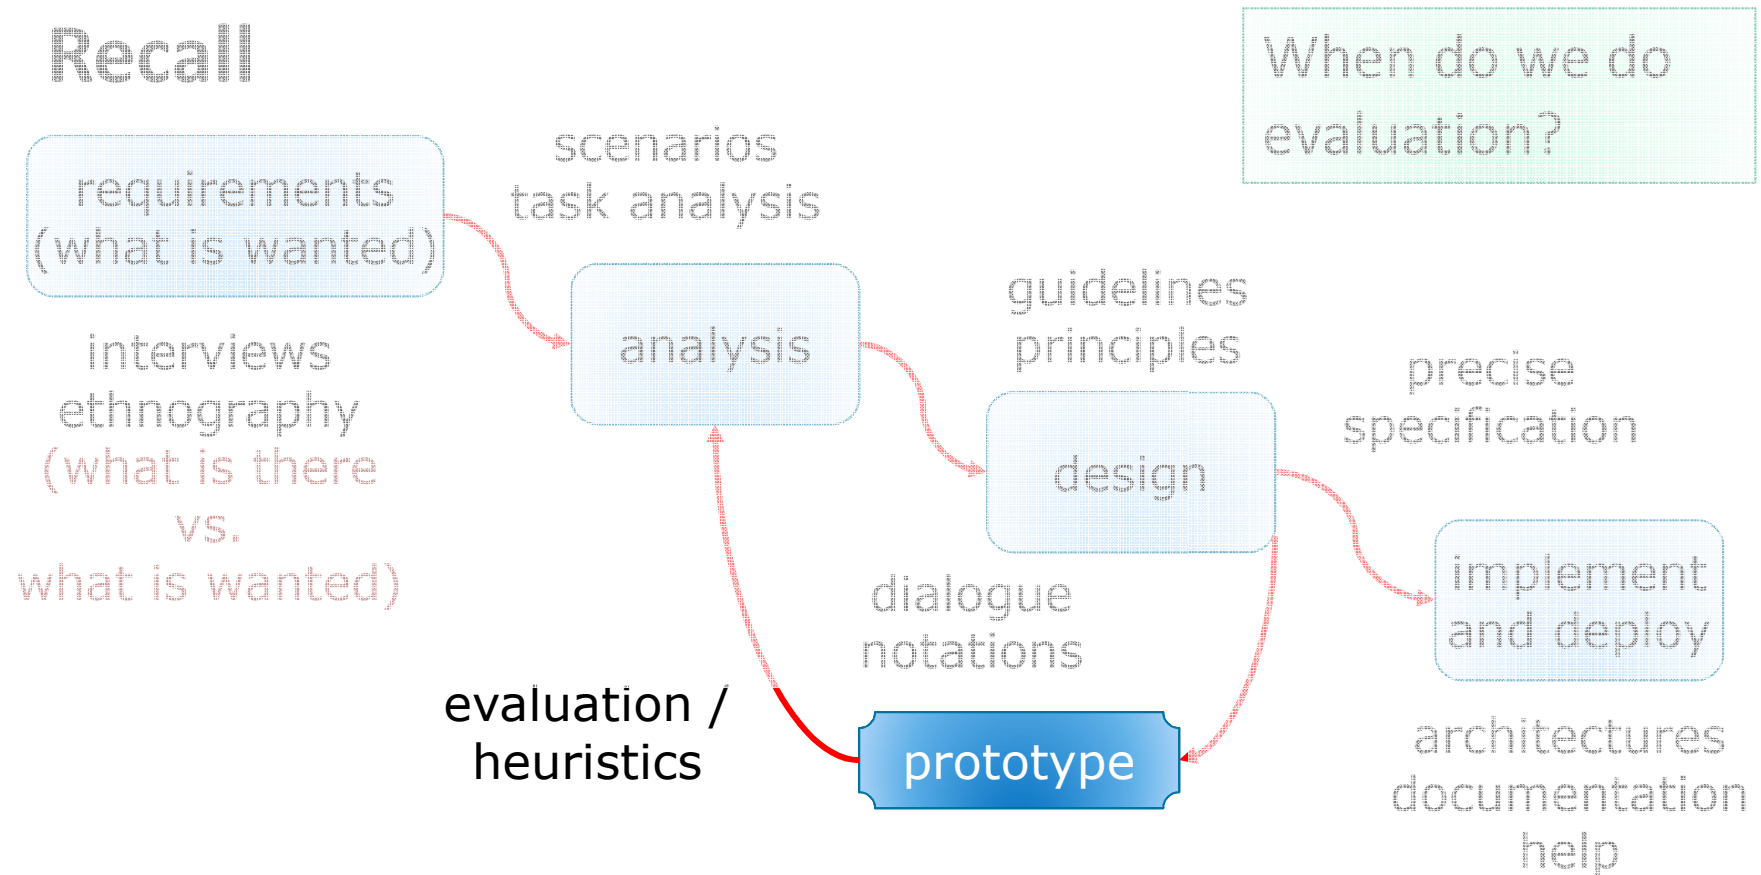 Recall
When do we do
evaluation?
scenarios
task analysis
requirements
(what is wanted)
guidelines
principles
analysis
interviews
ethnography
(what is there
vs.
what is wanted)
precise
specification
design
dialogue
notations
implement
and deploy
evaluation /
heuristics
prototype
architectures
documentation
help